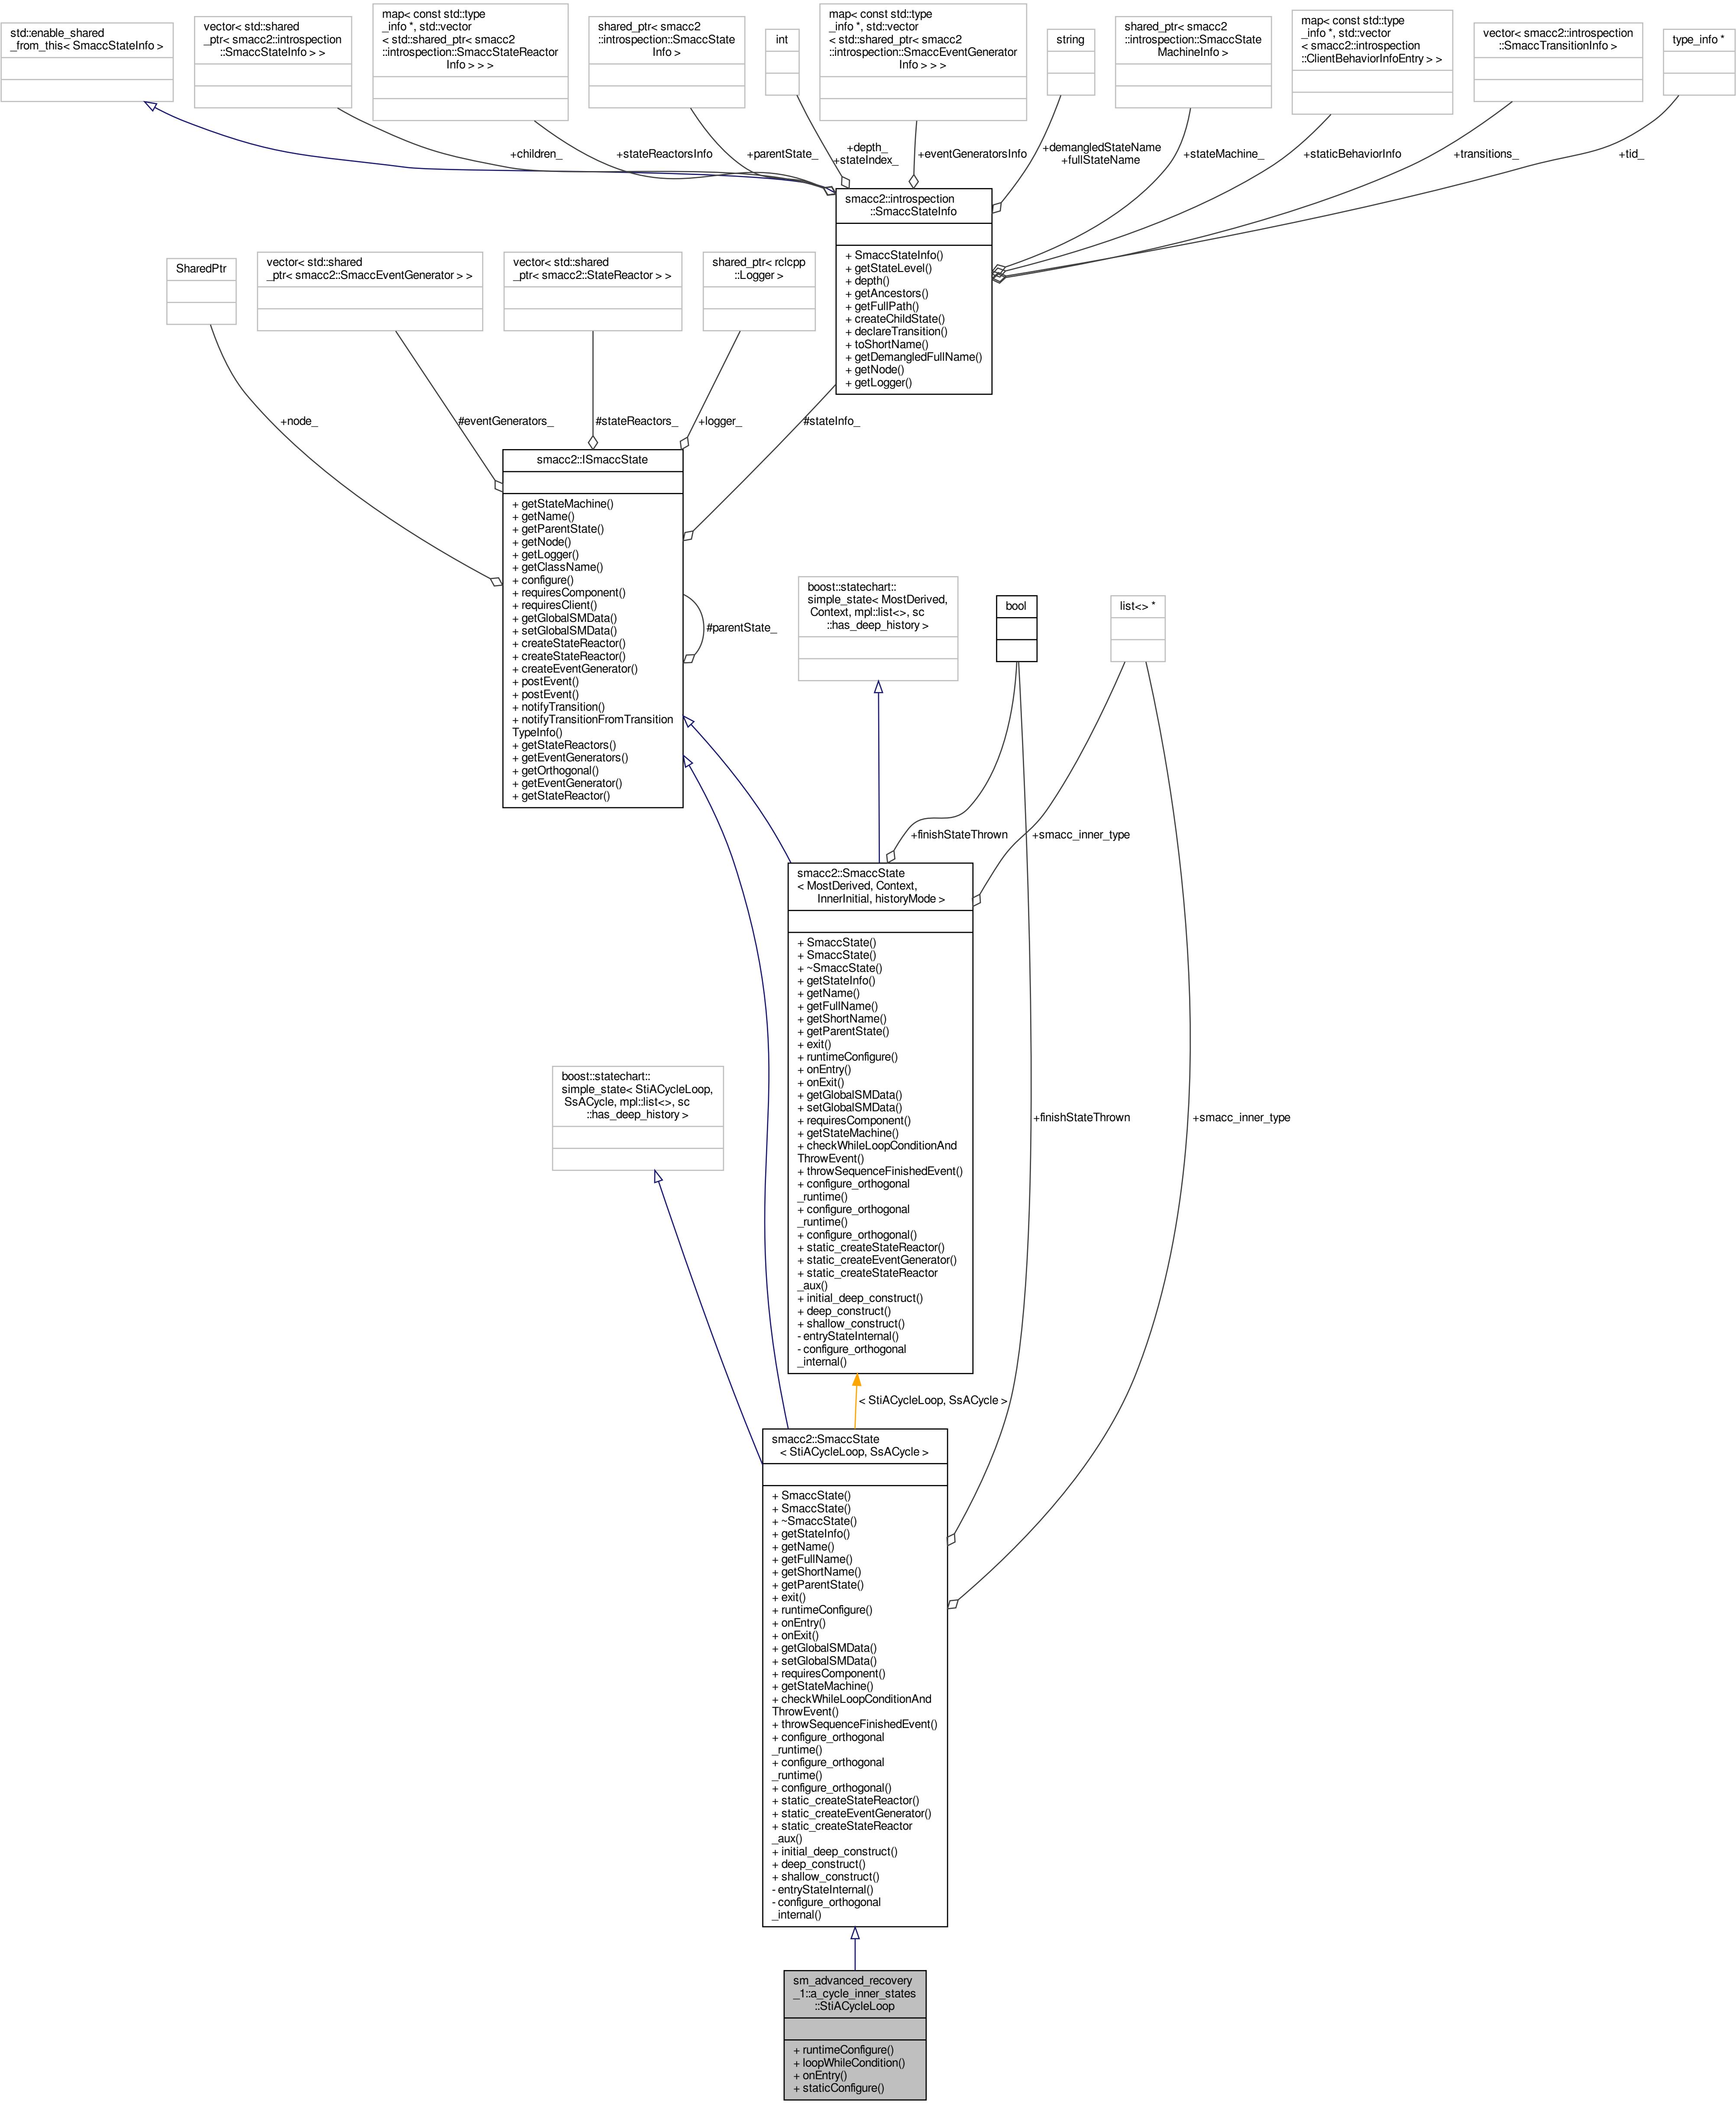 std::enable_shared
_from_this< SmaccStateInfo >
vector< std::shared
_ptr< smacc2::introspection
::SmaccStateInfo > >
map< const std::type
_info *, std::vector
< std::shared_ptr< smacc2
::introspection::SmaccStateReactor
Info > > >
shared_ptr< smacc2
::introspection::SmaccState
Info >
int
map< const std::type
_info *, std::vector
< std::shared_ptr< smacc2
::introspection::SmaccEventGenerator
Info > > >
string
shared_ptr< smacc2
::introspection::SmaccState
MachineInfo >
map< const std::type
_info *, std::vector
< smacc2::introspection
::ClientBehaviorInfoEntry > >
vector< smacc2::introspection
::SmaccTransitionInfo >
type_info *
+children_
+stateReactorsInfo
+parentState_
+depth_
+stateIndex_
+eventGeneratorsInfo
+demangledStateName
+fullStateName
+stateMachine_
+staticBehaviorInfo
+transitions_
+tid_
smacc2::introspection
::SmaccStateInfo
+ SmaccStateInfo()
+ getStateLevel()
+ depth()
+ getAncestors()
+ getFullPath()
+ createChildState()
+ declareTransition()
+ toShortName()
+ getDemangledFullName()
+ getNode()
+ getLogger()
SharedPtr
vector< std::shared
_ptr< smacc2::SmaccEventGenerator > >
vector< std::shared
_ptr< smacc2::StateReactor > >
shared_ptr< rclcpp
::Logger >
+node_
#eventGenerators_
#stateReactors_
+logger_
#stateInfo_
smacc2::ISmaccState
+ getStateMachine()
+ getName()
+ getParentState()
+ getNode()
+ getLogger()
+ getClassName()
+ configure()
+ requiresComponent()
+ requiresClient()
+ getGlobalSMData()
+ setGlobalSMData()
+ createStateReactor()
+ createStateReactor()
+ createEventGenerator()
+ postEvent()
+ postEvent()
+ notifyTransition()
+ notifyTransitionFromTransition
TypeInfo()
+ getStateReactors()
+ getEventGenerators()
+ getOrthogonal()
+ getEventGenerator()
+ getStateReactor()
#parentState_
boost::statechart::
simple_state< MostDerived,
Context, mpl::list<>, sc
::has_deep_history >
bool
list<> *
+finishStateThrown
+smacc_inner_type
smacc2::SmaccState
< MostDerived, Context,
InnerInitial, historyMode >
+ SmaccState()
+ SmaccState()
+ ~SmaccState()
+ getStateInfo()
+ getName()
+ getFullName()
+ getShortName()
+ getParentState()
+ exit()
+ runtimeConfigure()
+ onEntry()
+ onExit()
+ getGlobalSMData()
+ setGlobalSMData()
+ requiresComponent()
+ getStateMachine()
+ checkWhileLoopConditionAnd
ThrowEvent()
+ throwSequenceFinishedEvent()
+ configure_orthogonal
_runtime()
+ configure_orthogonal
_runtime()
+ configure_orthogonal()
+ static_createStateReactor()
+ static_createEventGenerator()
+ static_createStateReactor
_aux()
+ initial_deep_construct()
+ deep_construct()
+ shallow_construct()
- entryStateInternal()
- configure_orthogonal
_internal()
boost::statechart::
simple_state< StiACycleLoop,
SsACycle, mpl::list<>, sc
::has_deep_history >
+finishStateThrown
+smacc_inner_type
< StiACycleLoop, SsACycle >
smacc2::SmaccState
< StiACycleLoop, SsACycle >
+ SmaccState()
+ SmaccState()
+ ~SmaccState()
+ getStateInfo()
+ getName()
+ getFullName()
+ getShortName()
+ getParentState()
+ exit()
+ runtimeConfigure()
+ onEntry()
+ onExit()
+ getGlobalSMData()
+ setGlobalSMData()
+ requiresComponent()
+ getStateMachine()
+ checkWhileLoopConditionAnd
ThrowEvent()
+ throwSequenceFinishedEvent()
+ configure_orthogonal
_runtime()
+ configure_orthogonal
_runtime()
+ configure_orthogonal()
+ static_createStateReactor()
+ static_createEventGenerator()
+ static_createStateReactor
_aux()
+ initial_deep_construct()
+ deep_construct()
+ shallow_construct()
- entryStateInternal()
- configure_orthogonal
_internal()
sm_advanced_recovery
_1::a_cycle_inner_states
::StiACycleLoop
+ runtimeConfigure()
+ loopWhileCondition()
+ onEntry()
+ staticConfigure()